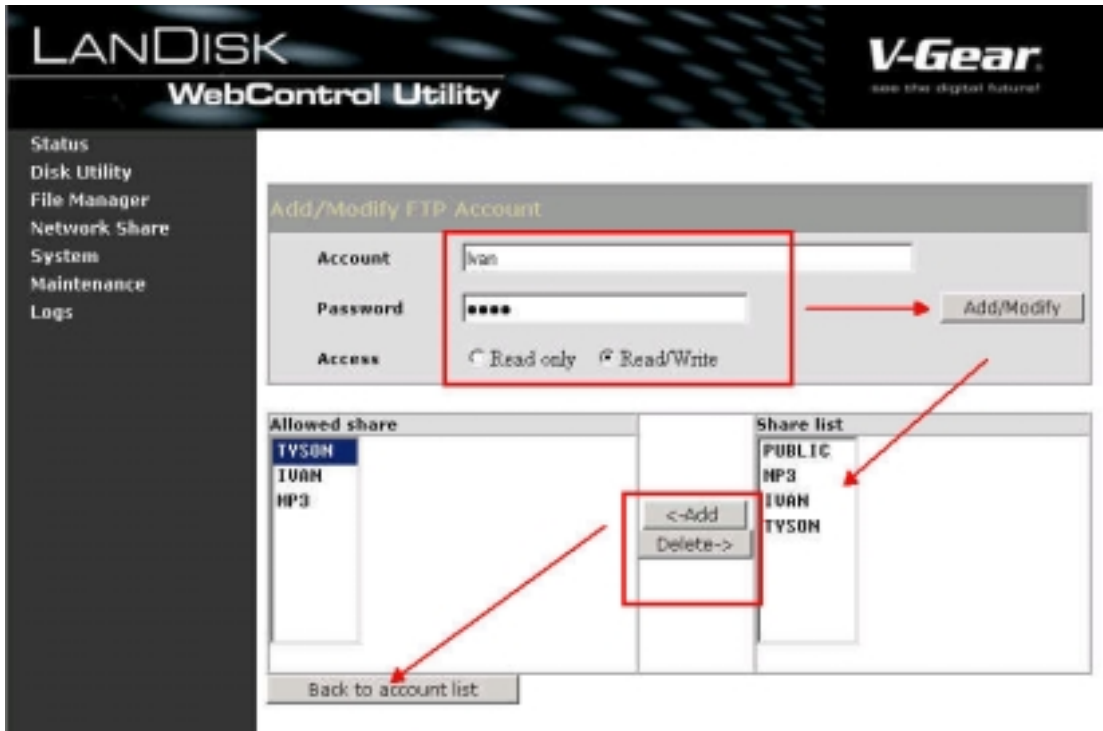 LANDISK
WebControl Utility
V-Gear
see the digital future!
Status
Disk Utility
File Manager
Network Share
System
Maintenance
Logs
Add/Modify FTP Account
Account Ivan
Password ●●●●
Add/Modify
Access Read only Read/Write
Allowed share
TYSON
IVAN
MP3
<-Add
Delete->
Share list
PUBLIC
MP3
IVAN
TYSON
Back to account list